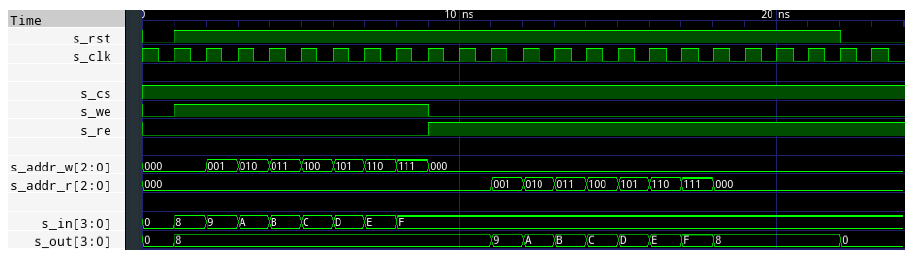 Time 0 10 ns 20 ns
s_rst
s_clk
s_cs
s_we
s_re
s_addr_w[2:0] 000 001 010 011 100 101 110 111 000
s_addr_r[2:0] 000 001 010 011 100 101 110 111 000
s_in[3:0] 0 8 9 A B C D E F
s_out[3:0] 0 8 9 A B C D E F 8 0